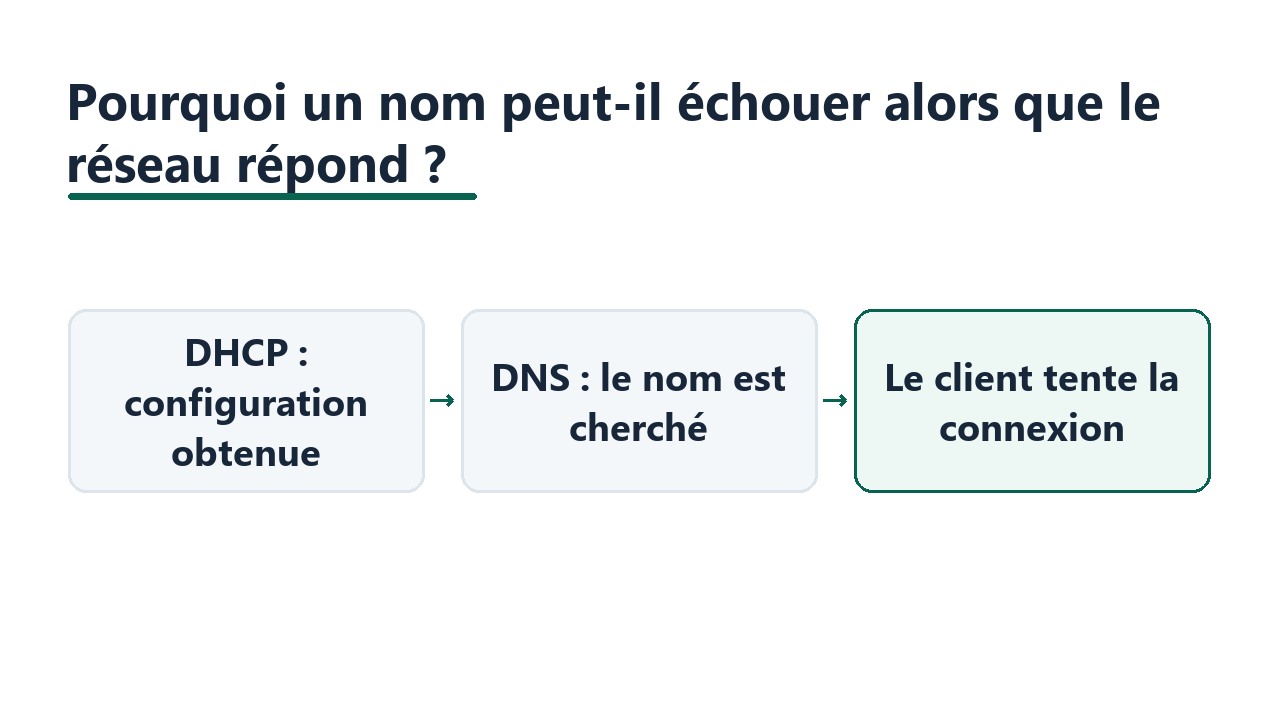 Pourquoi un nom peut-il échouer alors que le
réseau répond ?
DHCP :
configuration
obtenue
→
DNS : le nom est
cherché
→
Le client tente la
connexion